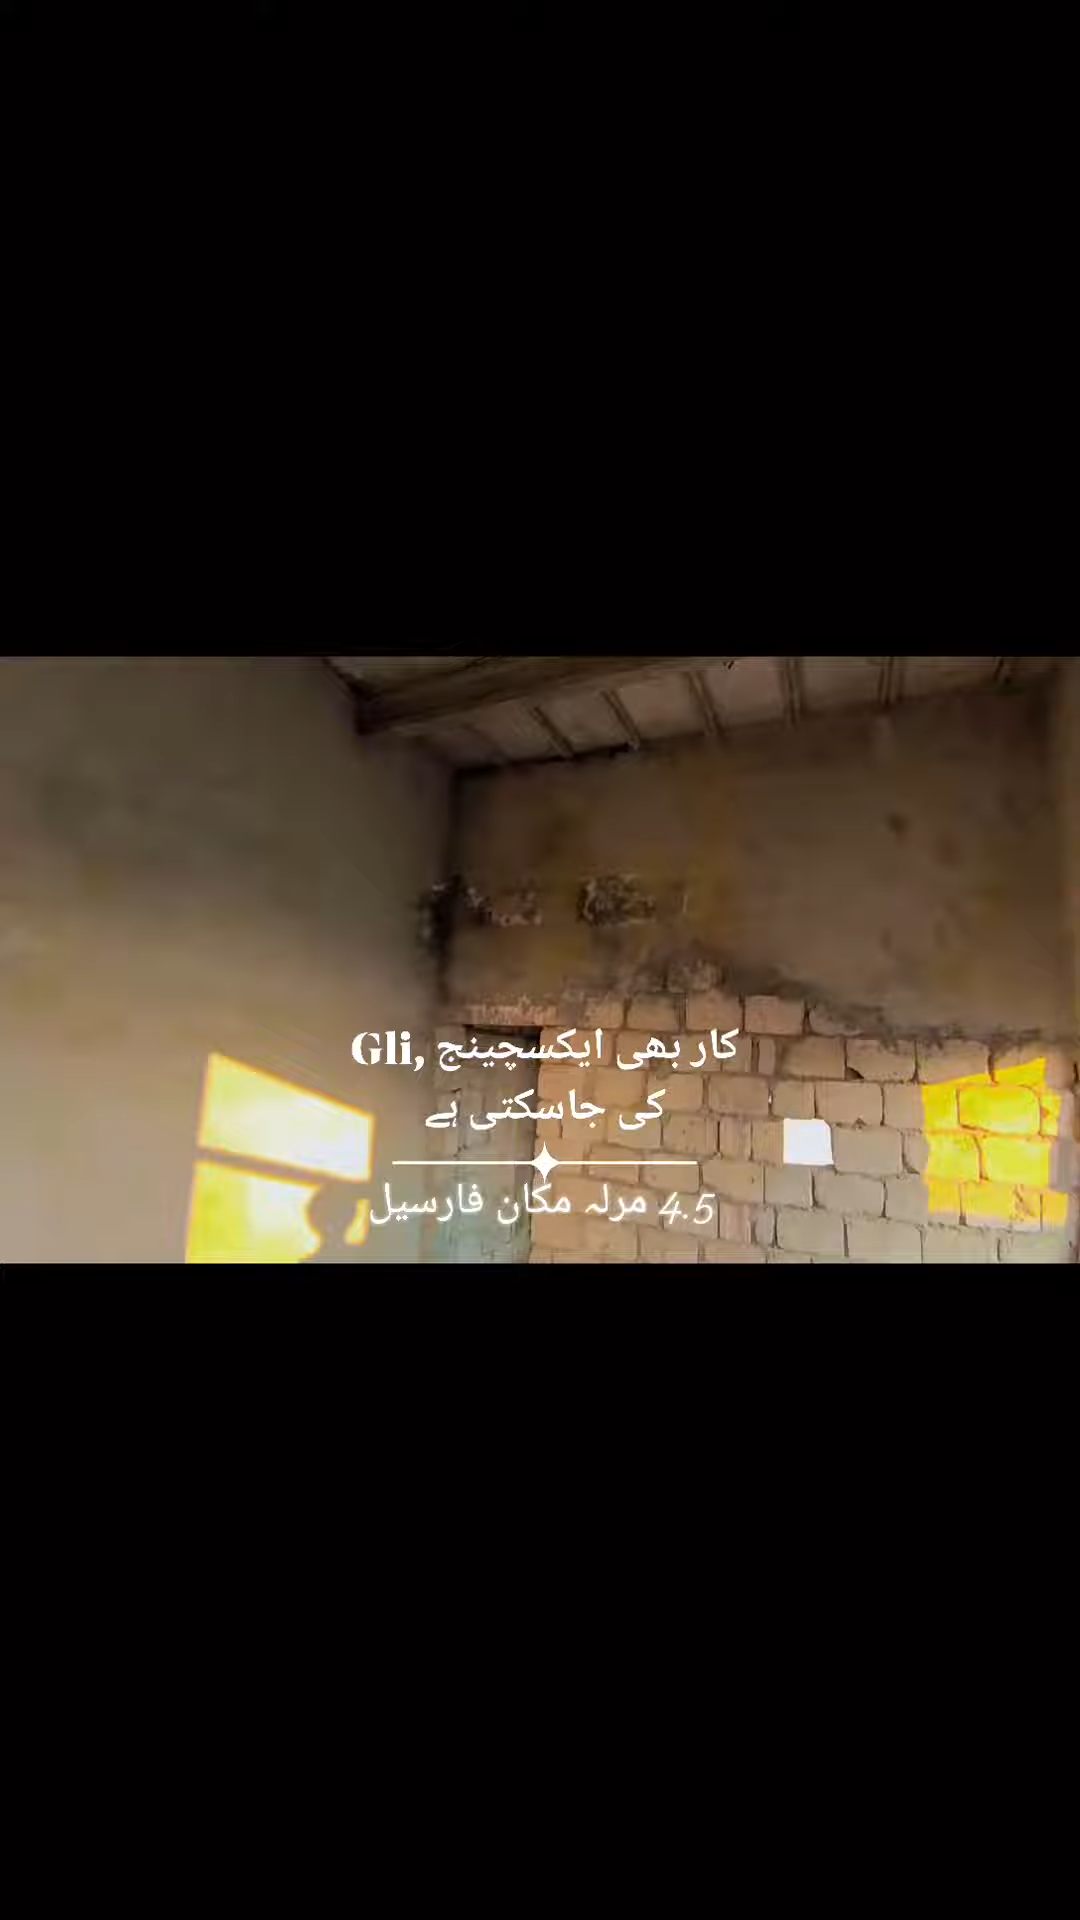 کار بھی ایکسچینج Gli,
کی جاسکتی ہے
4.5 مرلہ مکان فارسیل